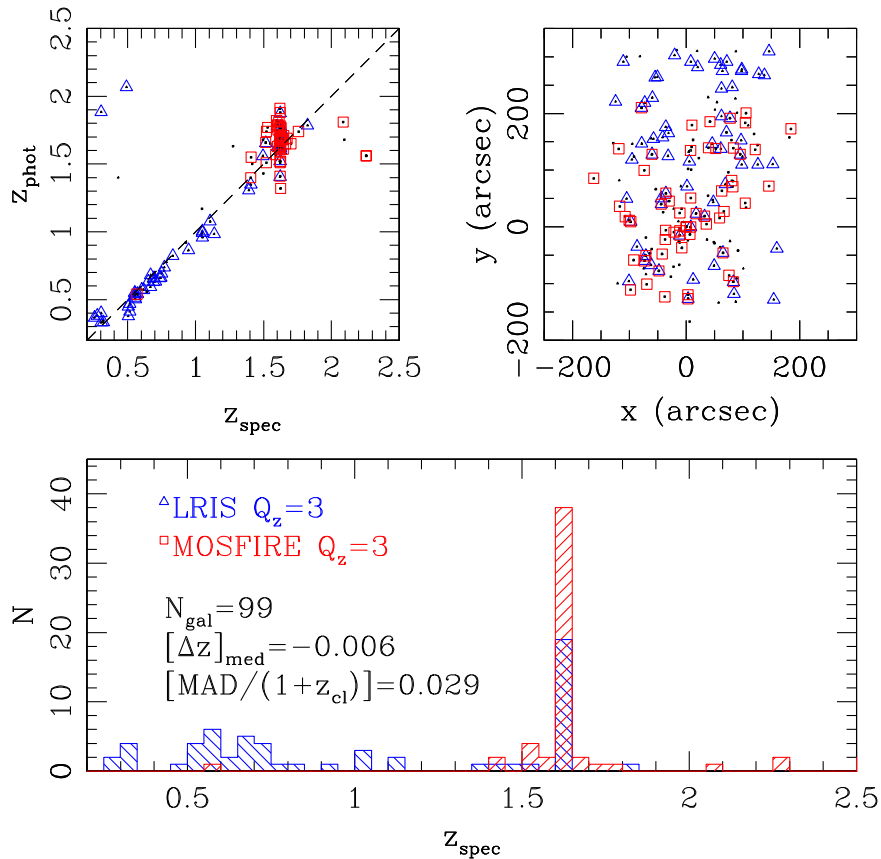 2.5
2
1.5
1
0.5
z_phot
0.5 1 1.5 2 2.5
z_spec
200
0
−200
y (arcsec)
−200 0 200
x (arcsec)
40
30
20
10
0
N
△LRIS Q_z=3
□MOSFIRE Q_z=3
N_gal=99
[Δz]_med=−0.006
[MAD/(1+z_cl)]=0.029
0.5 1 1.5 2 2.5
z_spec